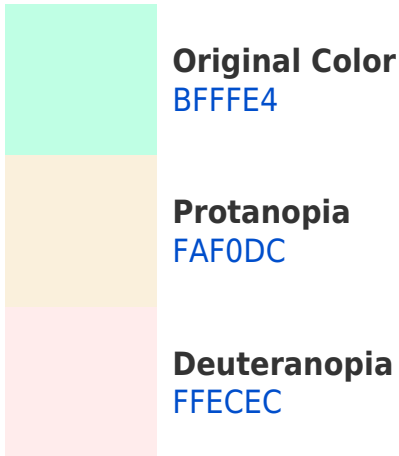 Original Color
BFFFE4
Protanopia
FAF0DC
Deuteranopia
FFECEC